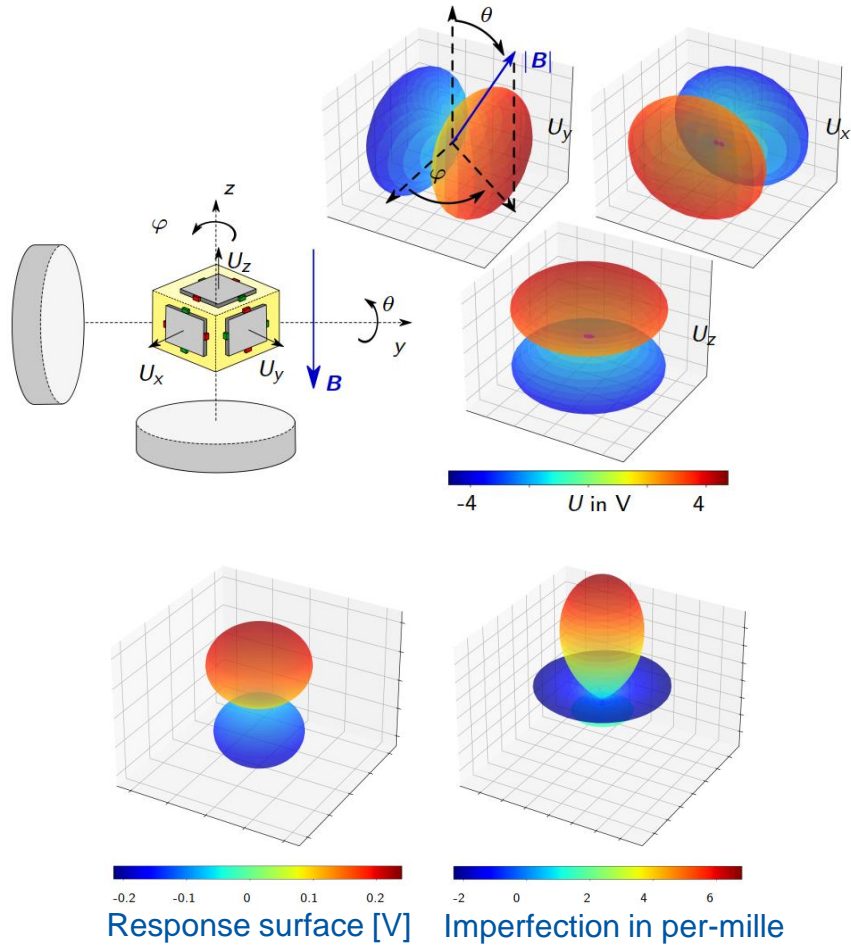 θ
|B|
U_y
φ
U_x
z
φ
U_z
θ
y
U_x
U_y
B
U_z
-4 U in V 4
-0.2 -0.1 0 0.1 0.2
-2 0 2 4 6
Response surface [V]
Imperfection in per-mille